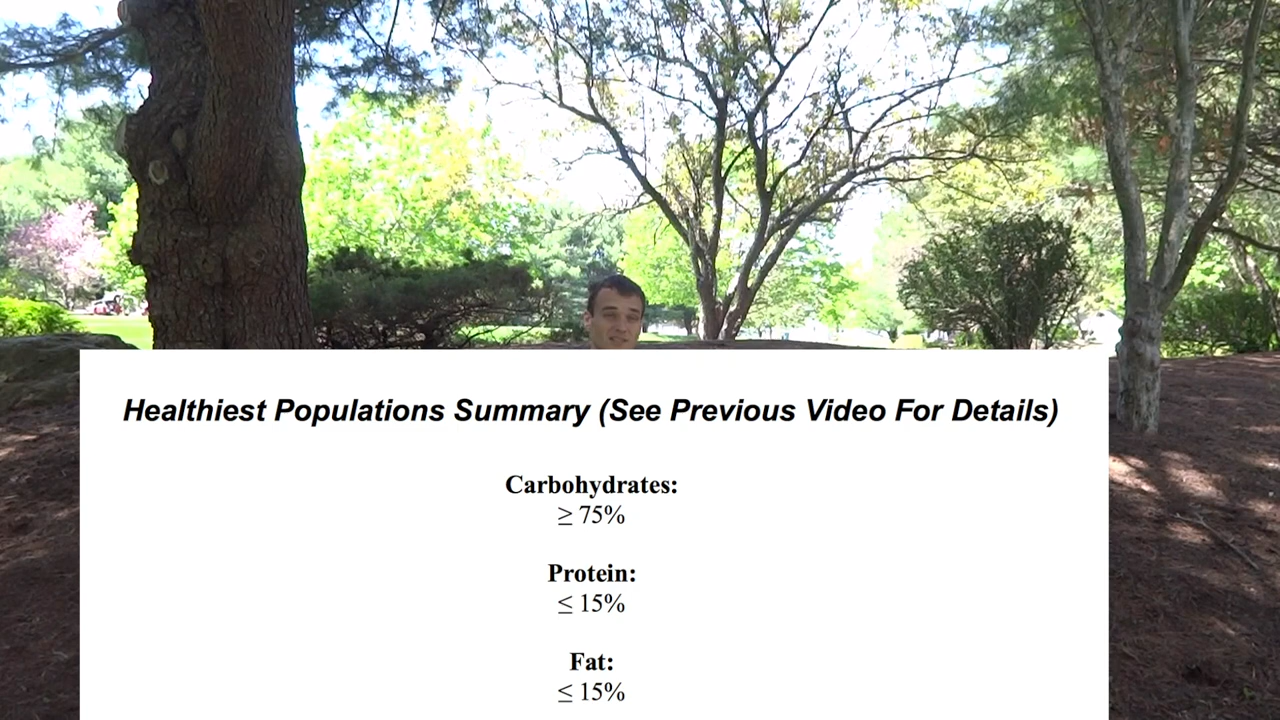 Healthiest Populations Summary (See Previous Video For Details)
Carbohydrates:
≥ 75%
Protein:
≤ 15%
Fat:
≤ 15%